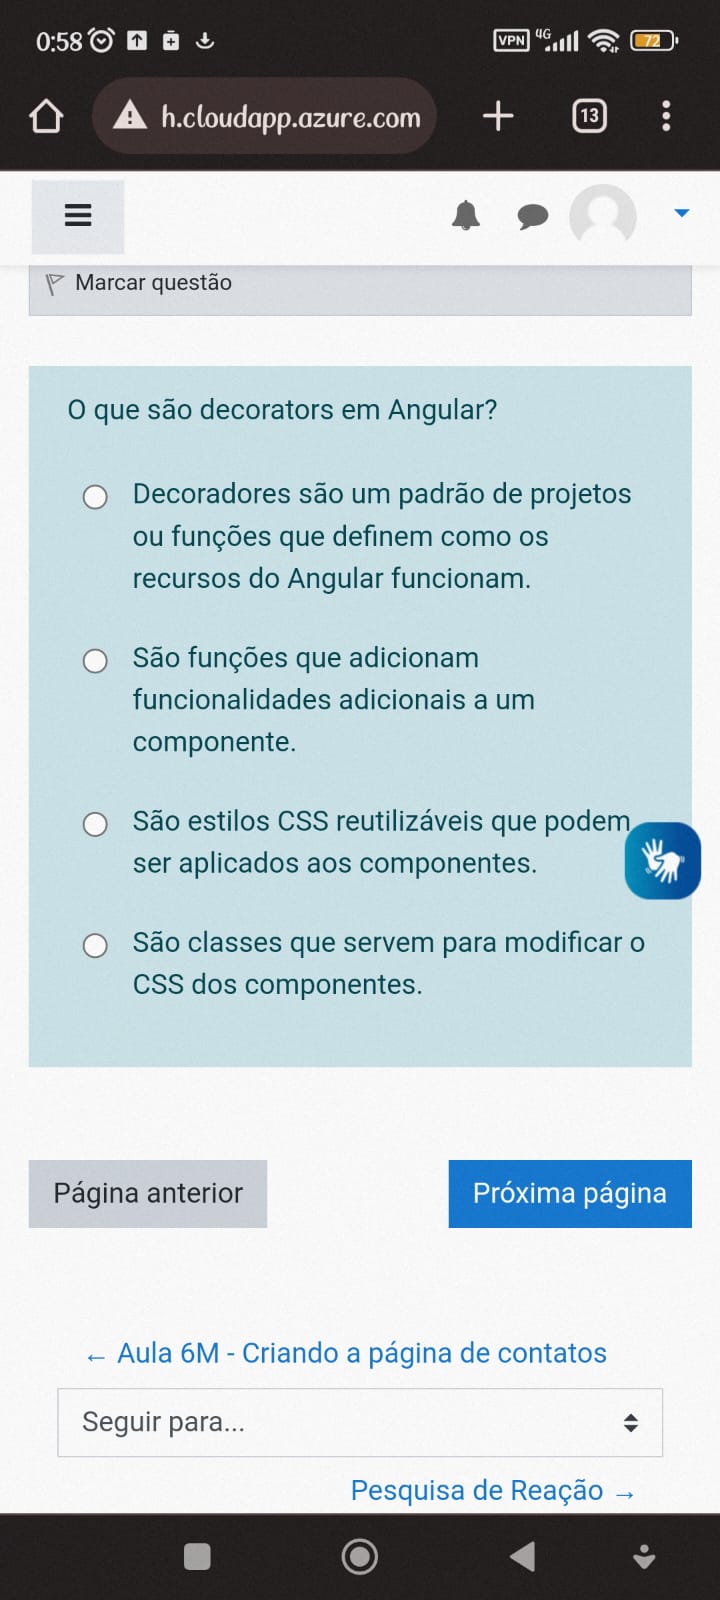 0:58
VPN 4G 72
h.cloudapp.azure.com 13
Marcar questão
O que são decorators em Angular?
Decoradores são um padrão de projetos
ou funções que definem como os
recursos do Angular funcionam.
São funções que adicionam
funcionalidades adicionais a um
componente.
São estilos CSS reutilizáveis que podem
ser aplicados aos componentes.
São classes que servem para modificar o
CSS dos componentes.
Página anterior
Próxima página
← Aula 6M - Criando a página de contatos
Seguir para...
Pesquisa de Reação →